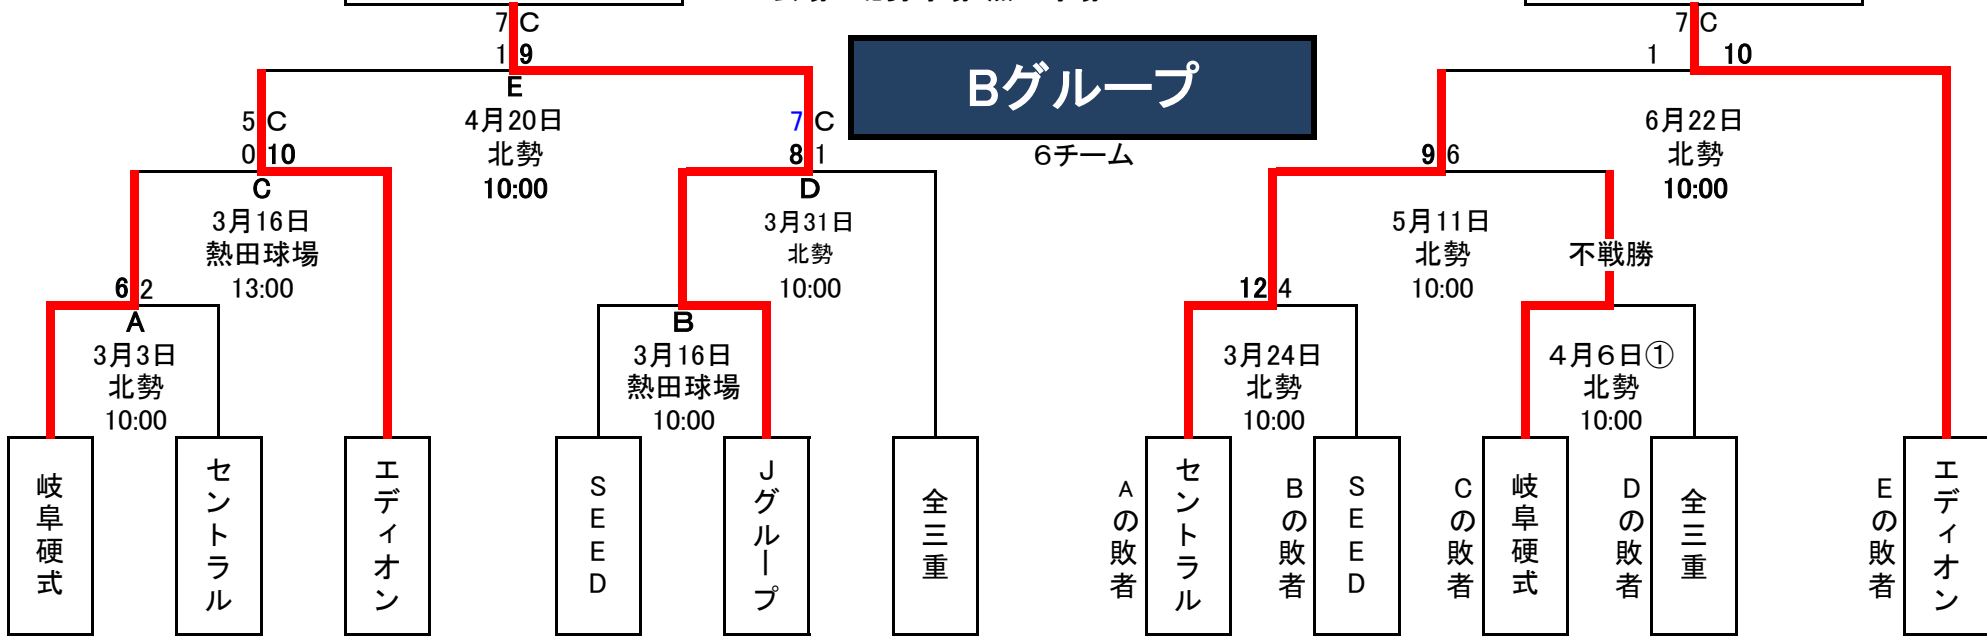 7 C
1 9
E
4月20日
北勢
10:00
5 C
0 10
C
3月16日
熱田球場
13:00
7 C
8 1
D
3月31日
北勢
10:00
6 2
A
3月3日
北勢
10:00
B
3月16日
熱田球場
10:00
岐阜硬式
セントラル
エディオン
SEED
Jグループ
全三重
Bグループ
6チーム
7 C
1 10
6月22日
北勢
10:00
9 6
5月11日
北勢
10:00
不戦勝
12 4
3月24日
北勢
10:00
4月6日①
北勢
10:00
Aの敗者
セントラル
Bの敗者
SEED
Cの敗者
岐阜硬式
Dの敗者
全三重
Eの敗者
エディオン